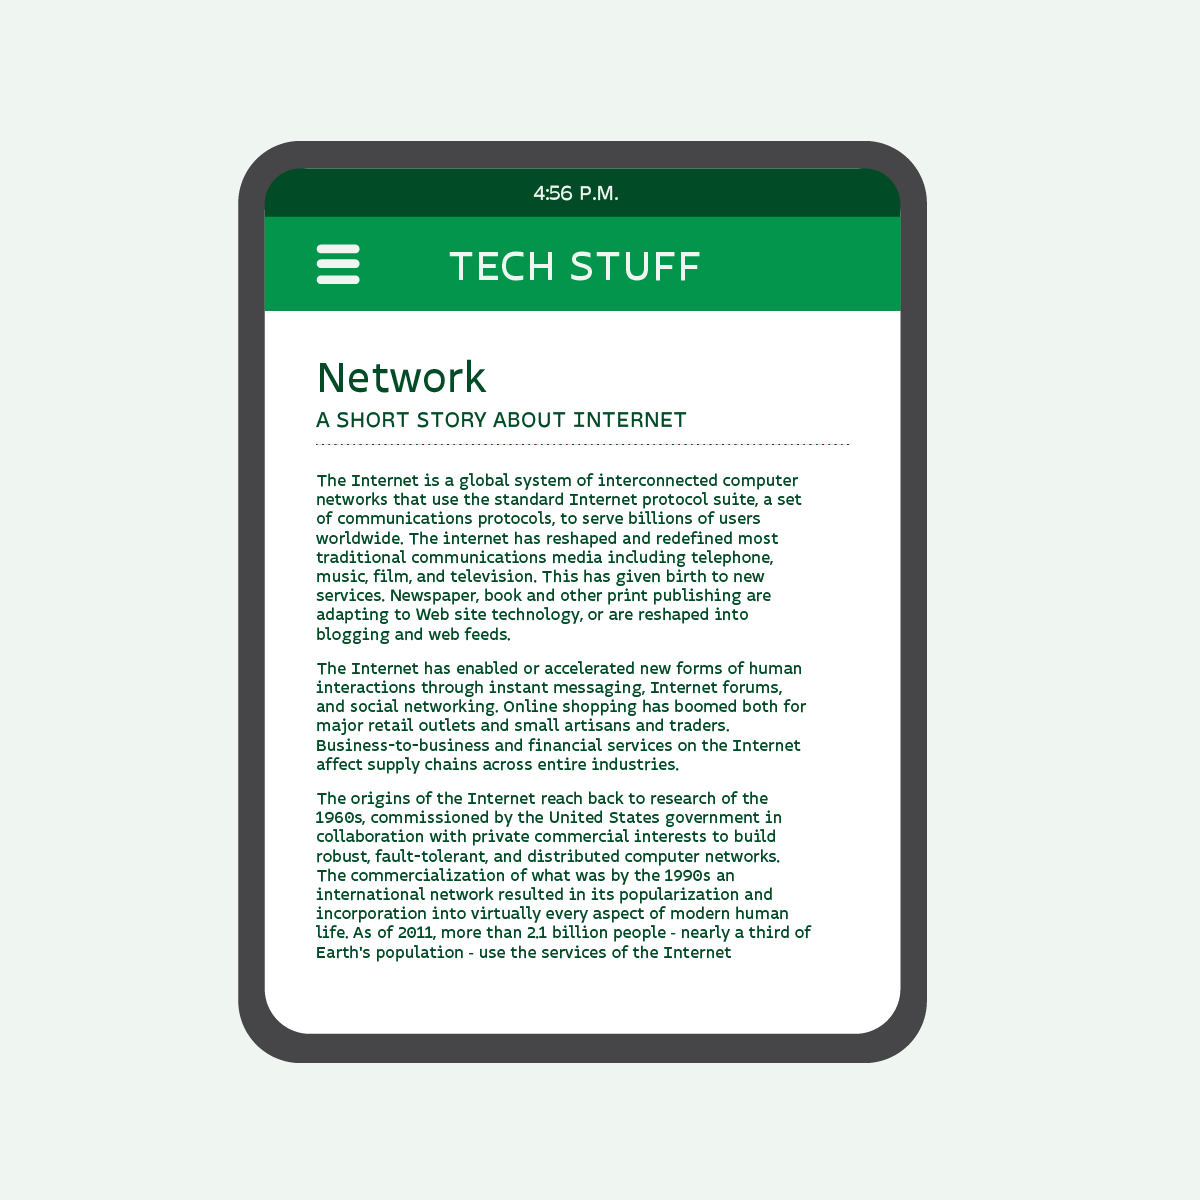 4:56 P.M.
TECH STUFF
Network
A SHORT STORY ABOUT INTERNET
The Internet is a global system of interconnected computer
networks that use the standard Internet protocol suite, a set
of communications protocols, to serve billions of users
worldwide. The internet has reshaped and redefined most
traditional communications media including telephone,
music, film, and television. This has given birth to new
services. Newspaper, book and other print publishing are
adapting to Web site technology, or are reshaped into
blogging and web feeds.
The Internet has enabled or accelerated new forms of human
interactions through instant messaging, Internet forums,
and social networking. Online shopping has boomed both for
major retail outlets and small artisans and traders.
Business-to-business and financial services on the Internet
affect supply chains across entire industries.
The origins of the Internet reach back to research of the
1960s, commissioned by the United States government in
collaboration with private commercial interests to build
robust, fault-tolerant, and distributed computer networks.
The commercialization of what was by the 1990s an
international network resulted in its popularization and
incorporation into virtually every aspect of modern human
life. As of 2011, more than 2.1 billion people - nearly a third of
Earth's population - use the services of the Internet